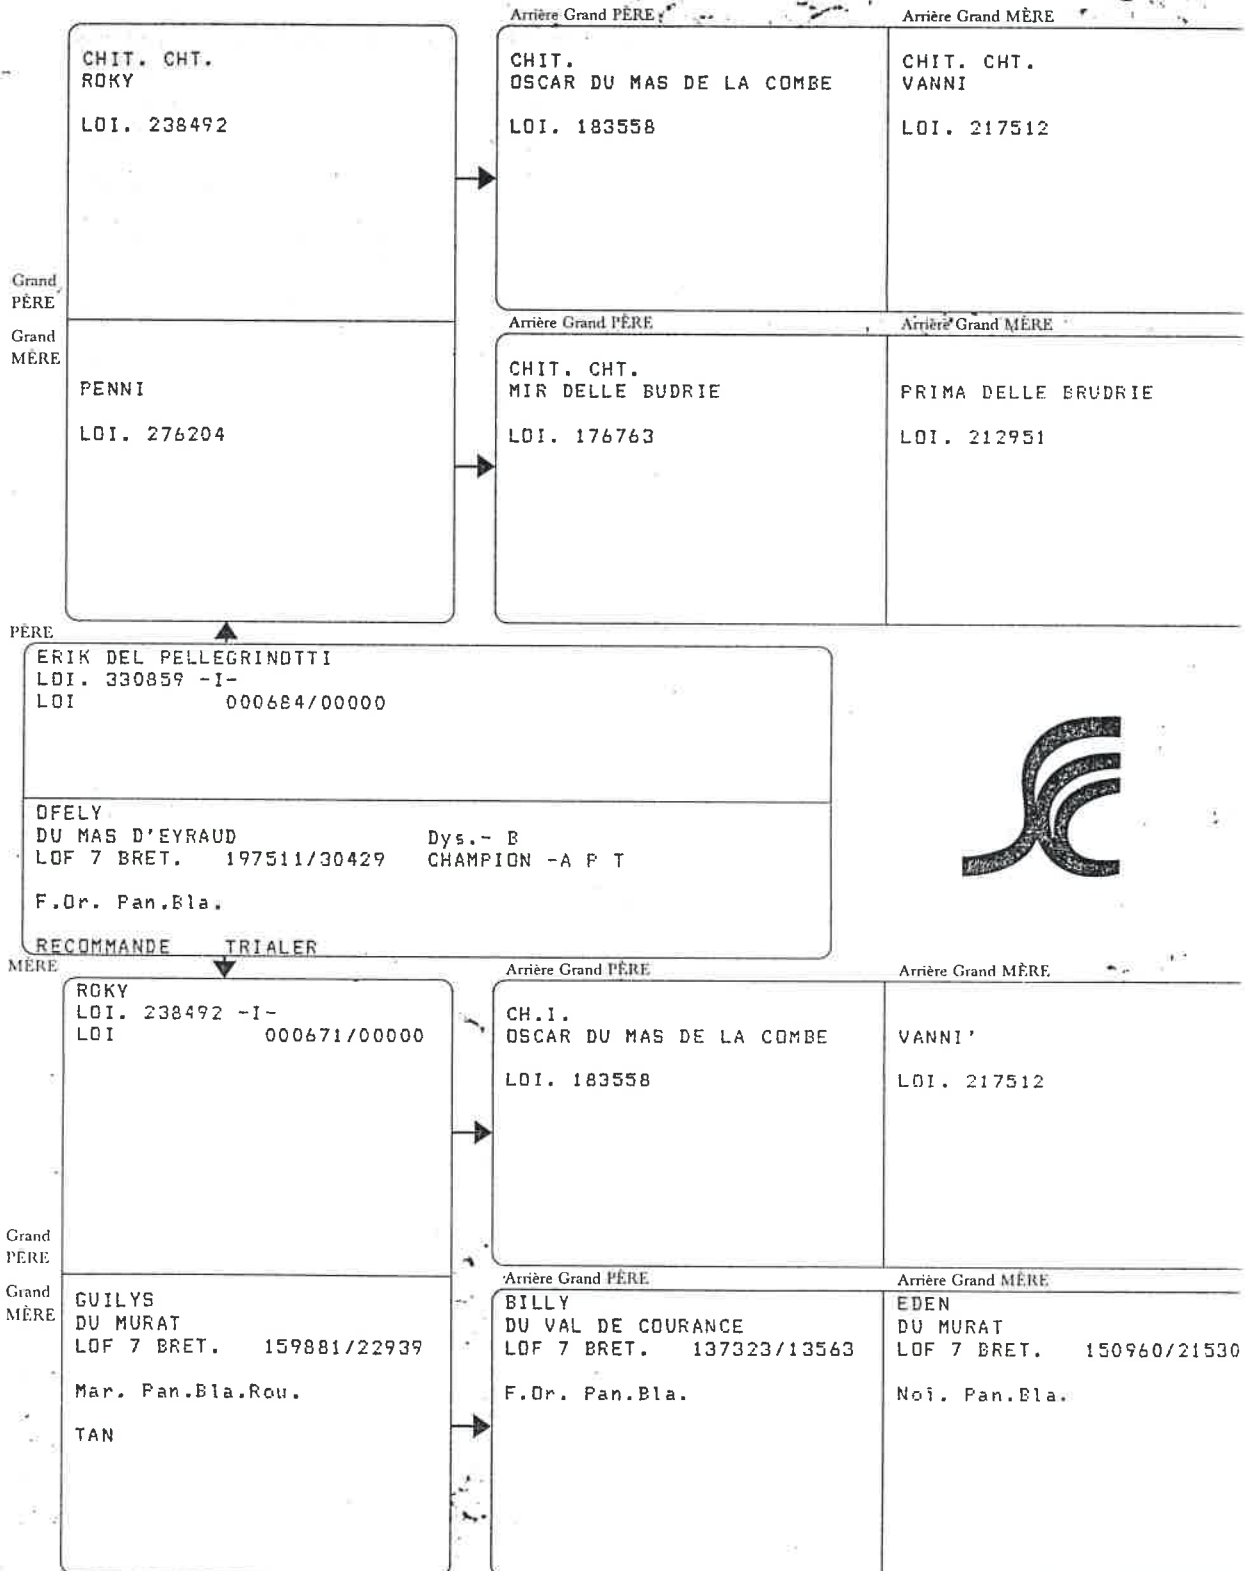 Arrière Grand PÈRE
Arrière Grand MÈRE
CHIT. CHT.
ROKY
LOI. 238492
CHIT.
OSCAR DU MAS DE LA COMBE
LOI. 183558
CHIT. CHT.
VANNI
LOI. 217512
Grand
PÈRE
Grand
MÈRE
PENNI
LOI. 276204
Arrière Grand PÈRE
Arrière Grand MÈRE
CHIT. CHT.
MIR DELLE BUDRIE
LOI. 176763
PRIMA DELLE BRUDRIE
LOI. 212951
PÈRE
ERIK DEL PELLEGRINOTTI
LOI. 330859 -I-
LOI 000684/00000
OFELY
DU MAS D'EYRAUD Dys.- B
LOF 7 BRET. 197511/30429 CHAMPION -A P T
F.Or. Pan.Bla.
RECOMMANDE TRIALER
MÈRE
ROKY
LOI. 238492 -I-
LOI 000671/00000
Arrière Grand PÈRE
Arrière Grand MÈRE
CH.I.
OSCAR DU MAS DE LA COMBE
LOI. 183558
VANNI'
LOI. 217512
Grand
PÈRE
Grand
MÈRE
GUILYS
DU MURAT
LOF 7 BRET. 159881/22939
Mar. Pan.Bla.Rou.
TAN
Arrière Grand PÈRE
Arrière Grand MÈRE
BILLY
DU VAL DE COURANCE
LOF 7 BRET. 137323/13563
F.Or. Pan.Bla.
EDEN
DU MURAT
LOF 7 BRET. 150960/21530
Noi. Pan.Bla.